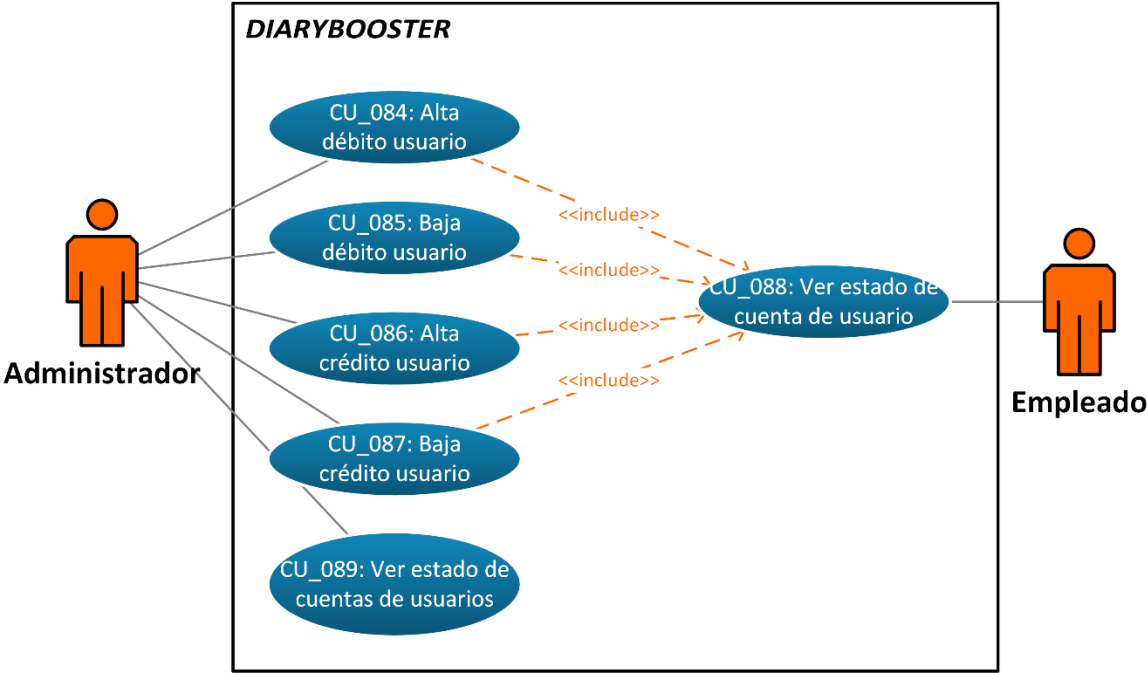 DIARYBOOSTER
CU_084: Alta
débito usuario
<<include>>
CU_085: Baja
débito usuario
<<include>>
CU_088: Ver estado de
cuenta de usuario
CU_086: Alta
crédito usuario
<<include>>
Administrador
<<include>>
Empleado
CU_087: Baja
crédito usuario
CU_089: Ver estado de
cuentas de usuarios